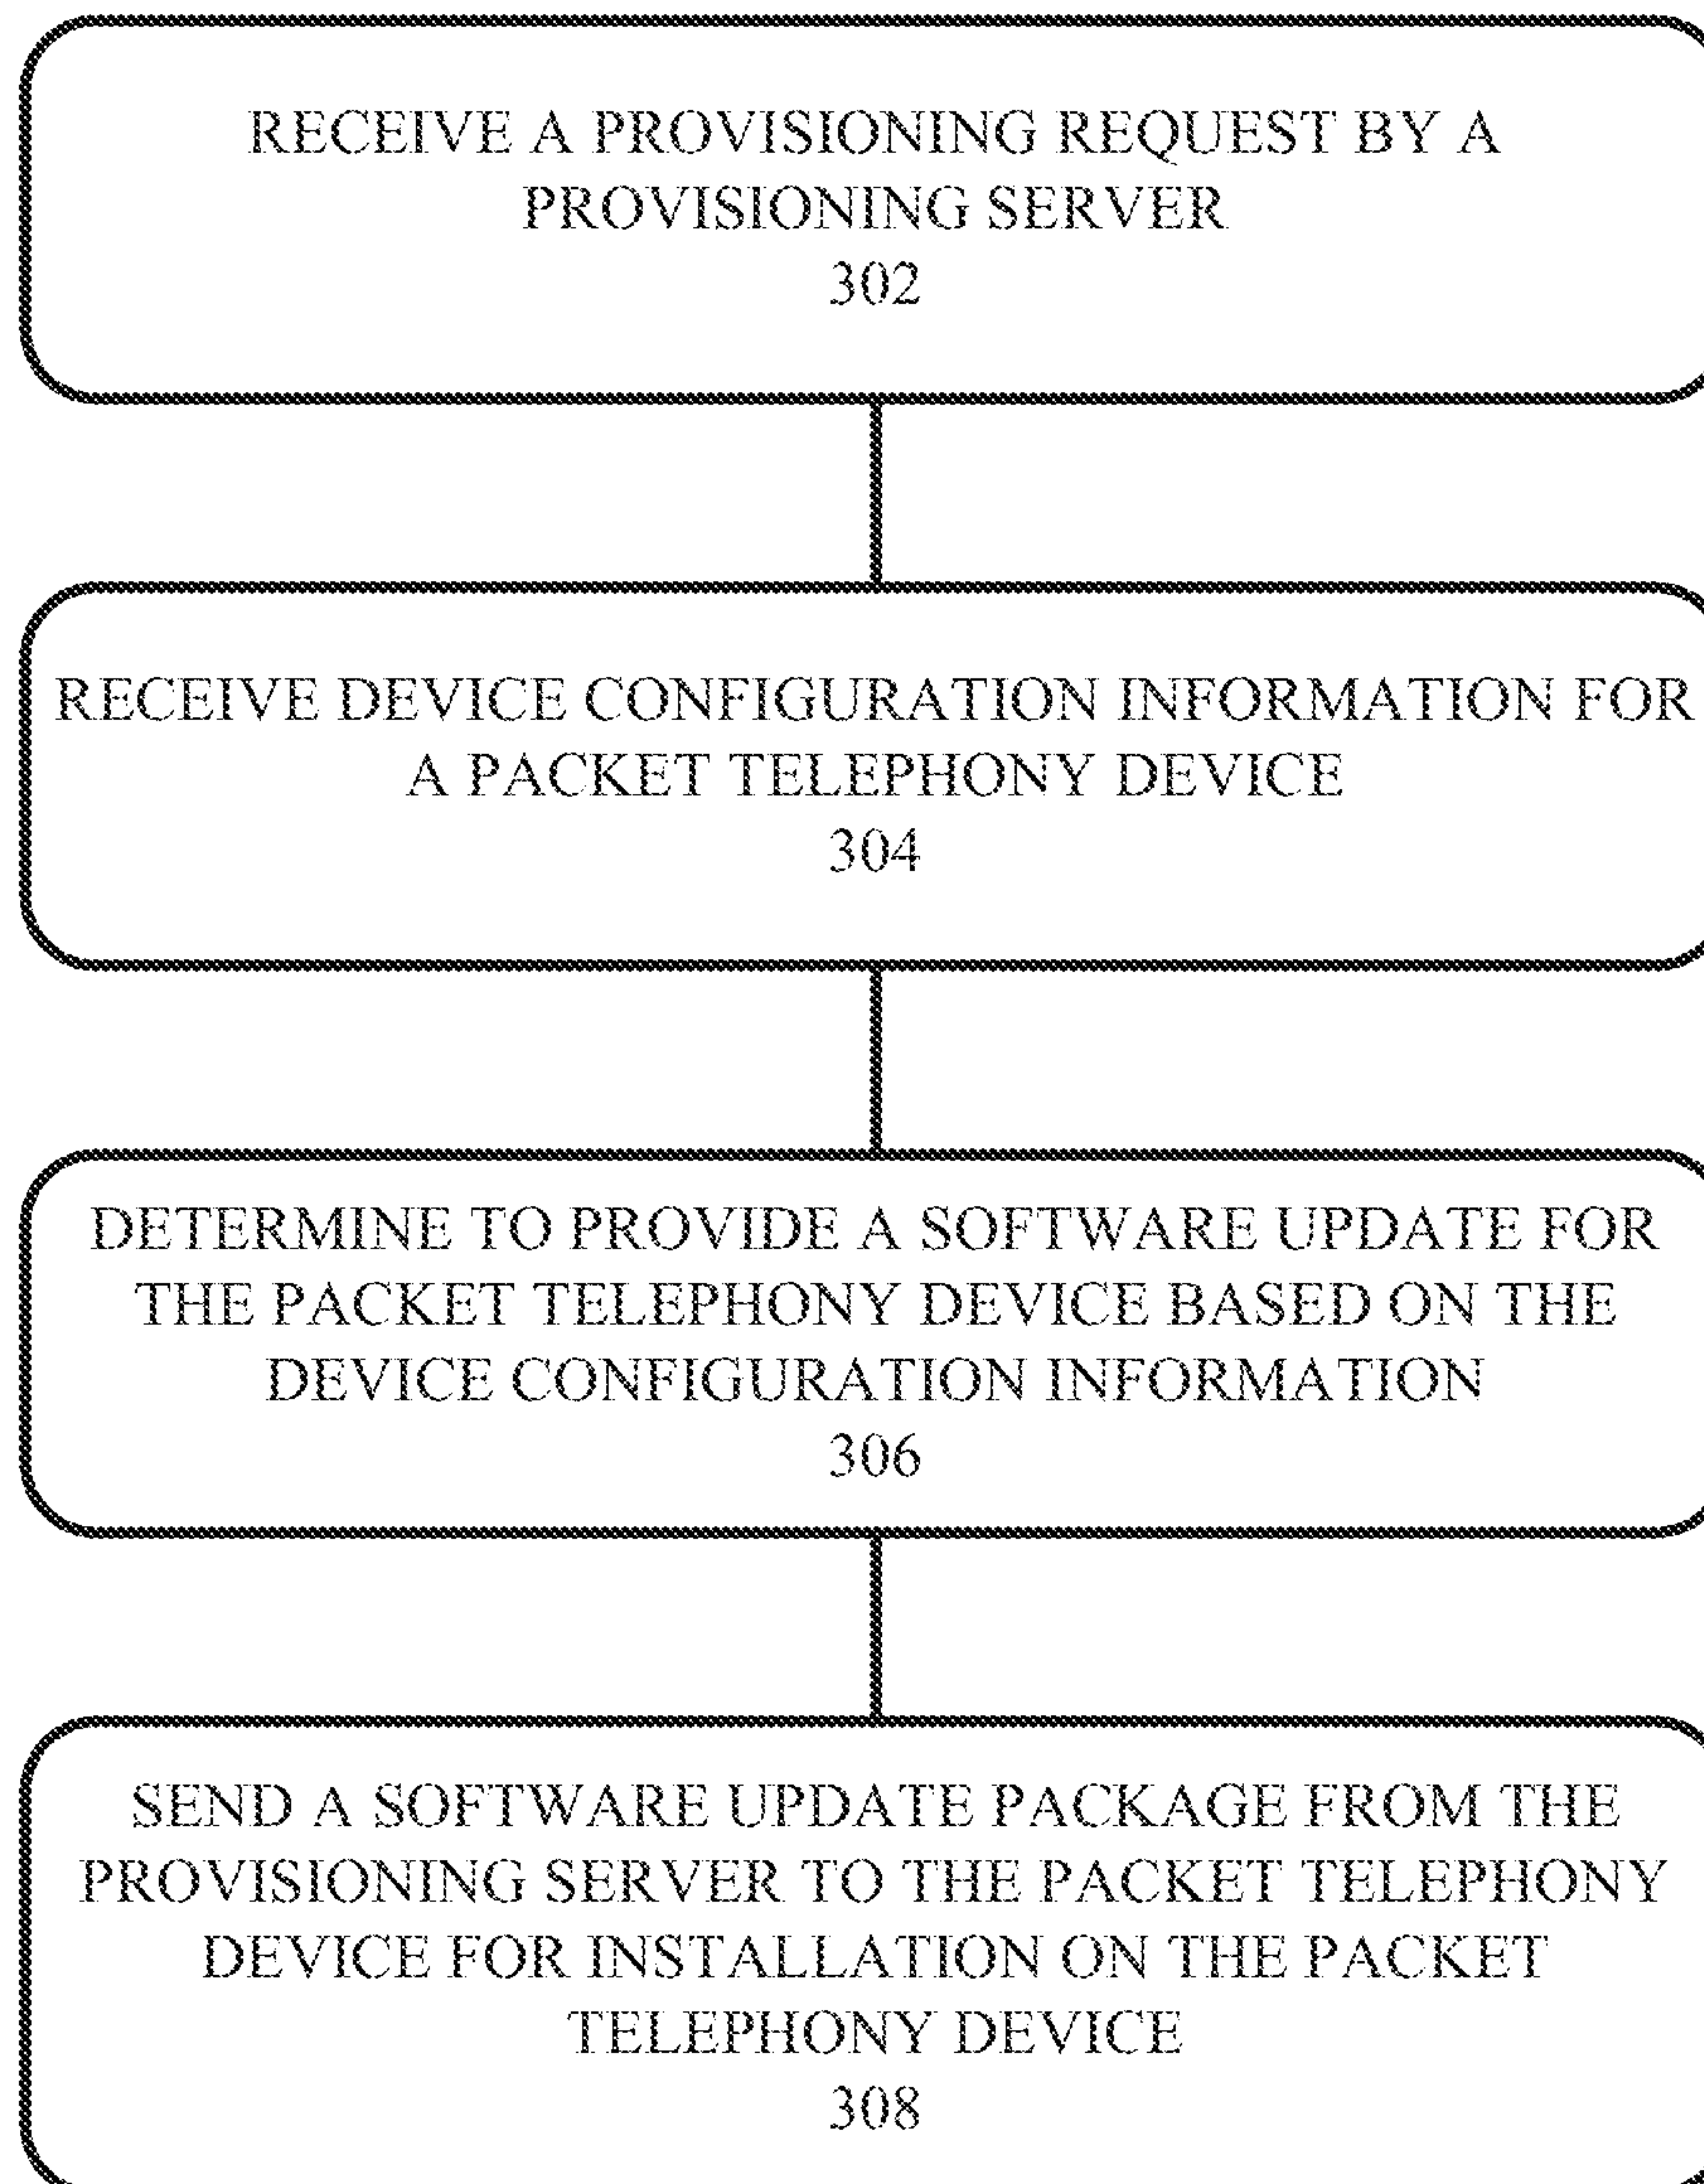 RECEIVE A PROVISIONING REQUEST BY A
PROVISIONING SERVER
302
RECEIVE DEVICE CONFIGURATION INFORMATION FOR
A PACKET TELEPHONY DEVICE
304
DETERMINE TO PROVIDE A SOFTWARE UPDATE FOR
THE PACKET TELEPHONY DEVICE BASED ON THE
DEVICE CONFIGURATION INFORMATION
306
SEND A SOFTWARE UPDATE PACKAGE FROM THE
PROVISIONING SERVER TO THE PACKET TELEPHONY
DEVICE FOR INSTALLATION ON THE PACKET
TELEPHONY DEVICE
308